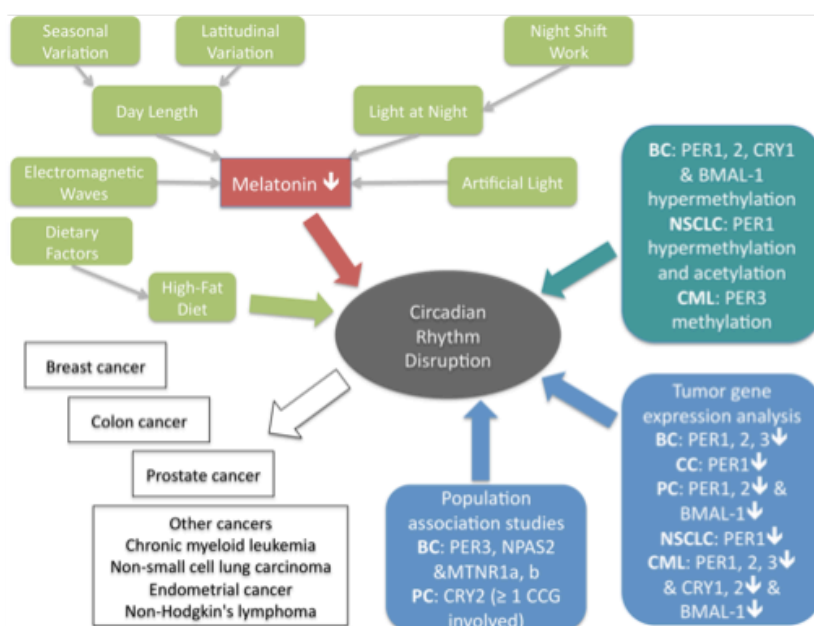 Seasonal
Variation
Latitudinal
Variation
Night Shift
Work
Day Length
Light at Night
Electromagnetic
Waves
Melatonin ↓
Artificial Light
Dietary
Factors
High-Fat
Diet
Circadian
Rhythm
Disruption
BC: PER1, 2, CRY1
& BMAL-1
hypermethylation
NSCLC: PER1
hypermethylation
and acetylation
CML: PER3
methylation
Breast cancer
Colon cancer
Prostate cancer
Other cancers
Chronic myeloid leukemia
Non-small cell lung carcinoma
Endometrial cancer
Non-Hodgkin's lymphoma
Population
association studies
BC: PER3, NPAS2
&MTNR1a, b
PC: CRY2 (≥ 1 CCG
involved)
Tumor gene
expression analysis
BC: PER1, 2, 3↓
CC: PER1↓
PC: PER1, 2↓ &
BMAL-1↓
NSCLC: PER1↓
CML: PER1, 2, 3↓
& CRY1, 2↓ &
BMAL-1↓